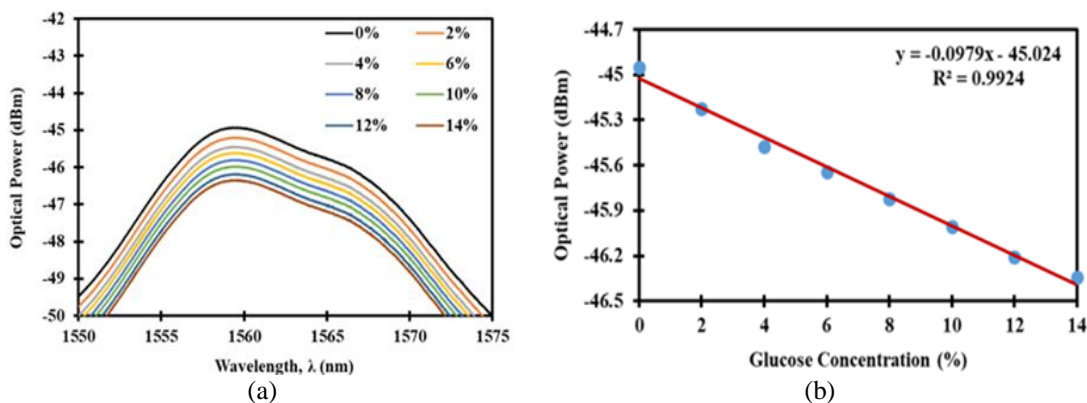 -42
-43
-44
-45
-46
-47
-48
-49
-50
Optical Power (dBm)
0% 2%
4% 6%
8% 10%
12% 14%
1550 1555 1560 1565 1570 1575
Wavelength, λ (nm)
(a)
-44.7
-45
-45.3
-45.6
-45.9
-46.2
-46.5
Optical Power (dBm)
y = -0.0979x - 45.024
R² = 0.9924
0 2 4 6 8 10 12 14
Glucose Concentration (%)
(b)